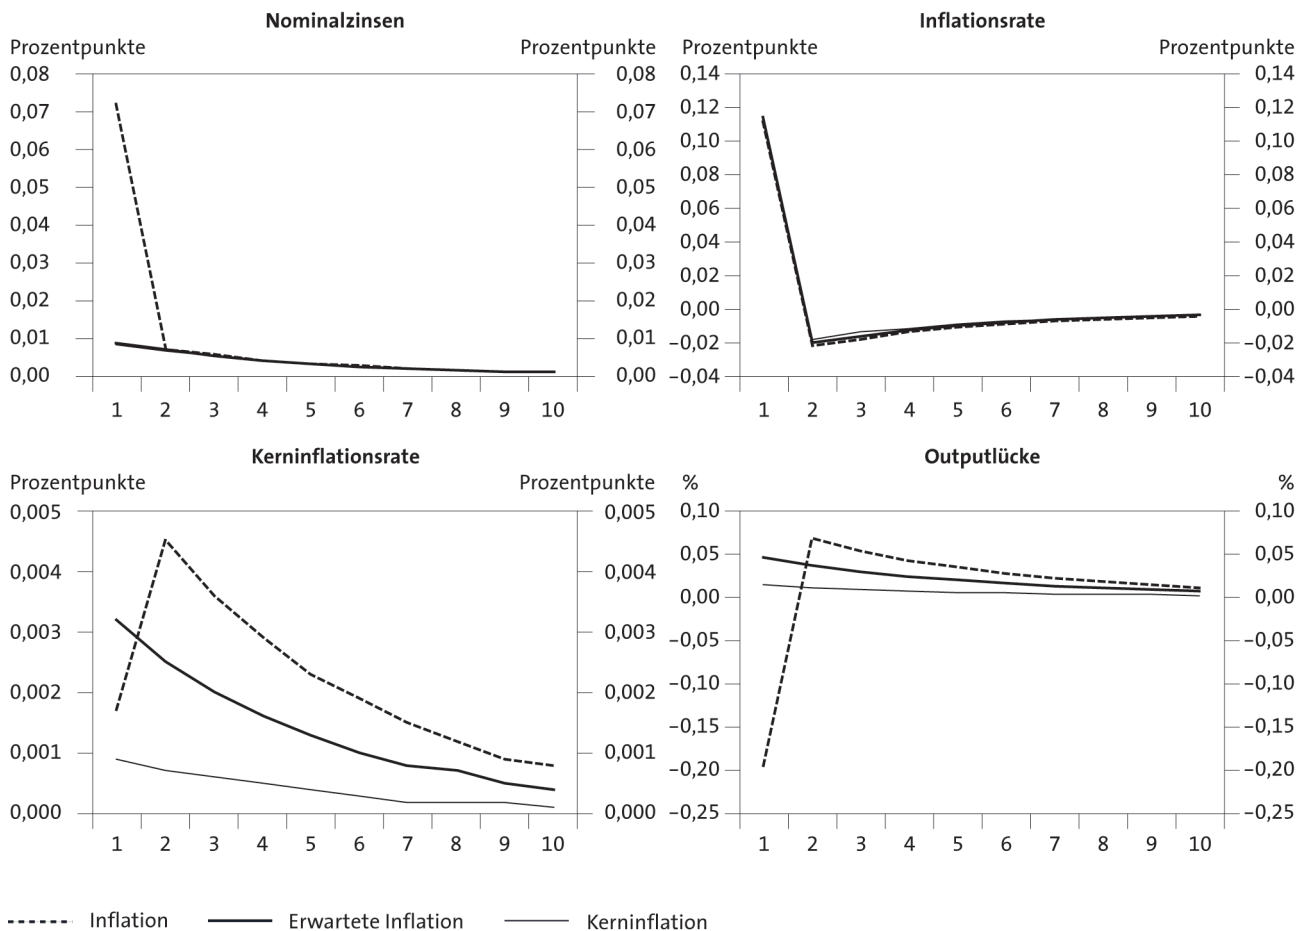 Nominalzinsen
Prozentpunkte Prozentpunkte
0,08 0,08
0,07 0,07
0,06 0,06
0,05 0,05
0,04 0,04
0,03 0,03
0,02 0,02
0,01 0,01
0,00 0,00
1 2 3 4 5 6 7 8 9 10
Inflationsrate
Prozentpunkte Prozentpunkte
0,14 0,14
0,12 0,12
0,10 0,10
0,08 0,08
0,06 0,06
0,04 0,04
0,02 0,02
0,00 0,00
−0,02 −0,02
−0,04 −0,04
1 2 3 4 5 6 7 8 9 10
Kerninflationsrate
Prozentpunkte Prozentpunkte
0,005 0,005
0,004 0,004
0,003 0,003
0,002 0,002
0,001 0,001
0,000 0,000
1 2 3 4 5 6 7 8 9 10
Outputlücke
% %
0,10 0,10
0,05 0,05
0,00 0,00
−0,05 −0,05
−0,10 −0,10
−0,15 −0,15
−0,20 −0,20
−0,25 −0,25
1 2 3 4 5 6 7 8 9 10
Inflation Erwartete Inflation Kerninflation